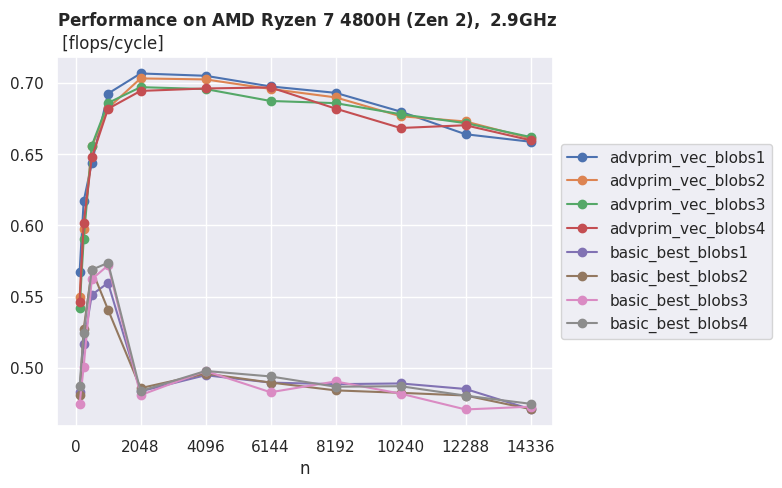 Performance on AMD Ryzen 7 4800H (Zen 2),  2.9GHz
[flops/cycle]
0.70
0.65
0.60
0.55
0.50
0 2048 4096 6144 8192 10240 12288 14336
n
advprim_vec_blobs1
advprim_vec_blobs2
advprim_vec_blobs3
advprim_vec_blobs4
basic_best_blobs1
basic_best_blobs2
basic_best_blobs3
basic_best_blobs4